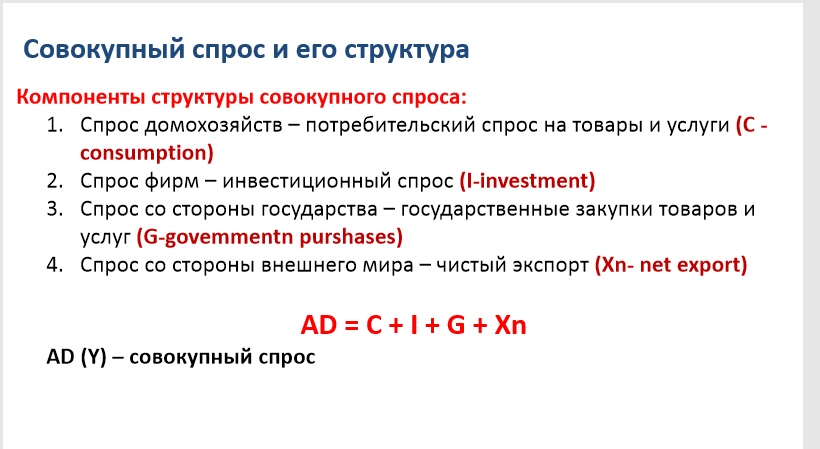 Совокупный спрос и его структура
Компоненты структуры совокупного спроса:
1. Спрос домохозяйств – потребительский спрос на товары и услуги (С -
consumption)
2. Спрос фирм – инвестиционный спрос (I-investment)
3. Спрос со стороны государства – государственные закупки товаров и
услуг (G-govemmentn purshases)
4. Спрос со стороны внешнего мира – чистый экспорт (Xn- net export)
AD = C + I + G + Xn
AD (Y) – совокупный спрос